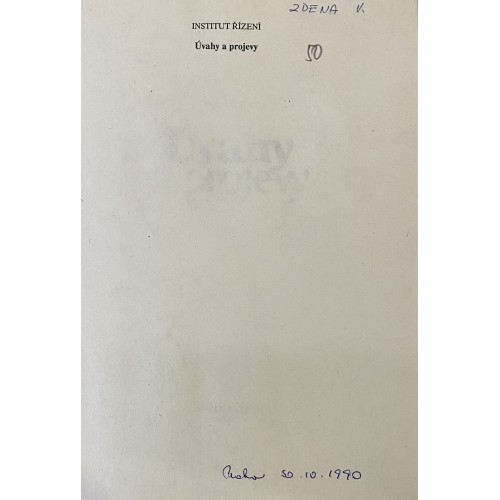 ZDENA V.
INSTITUT ŘÍZENÍ
Úvahy a projevy
50
Praha 30.10.1990